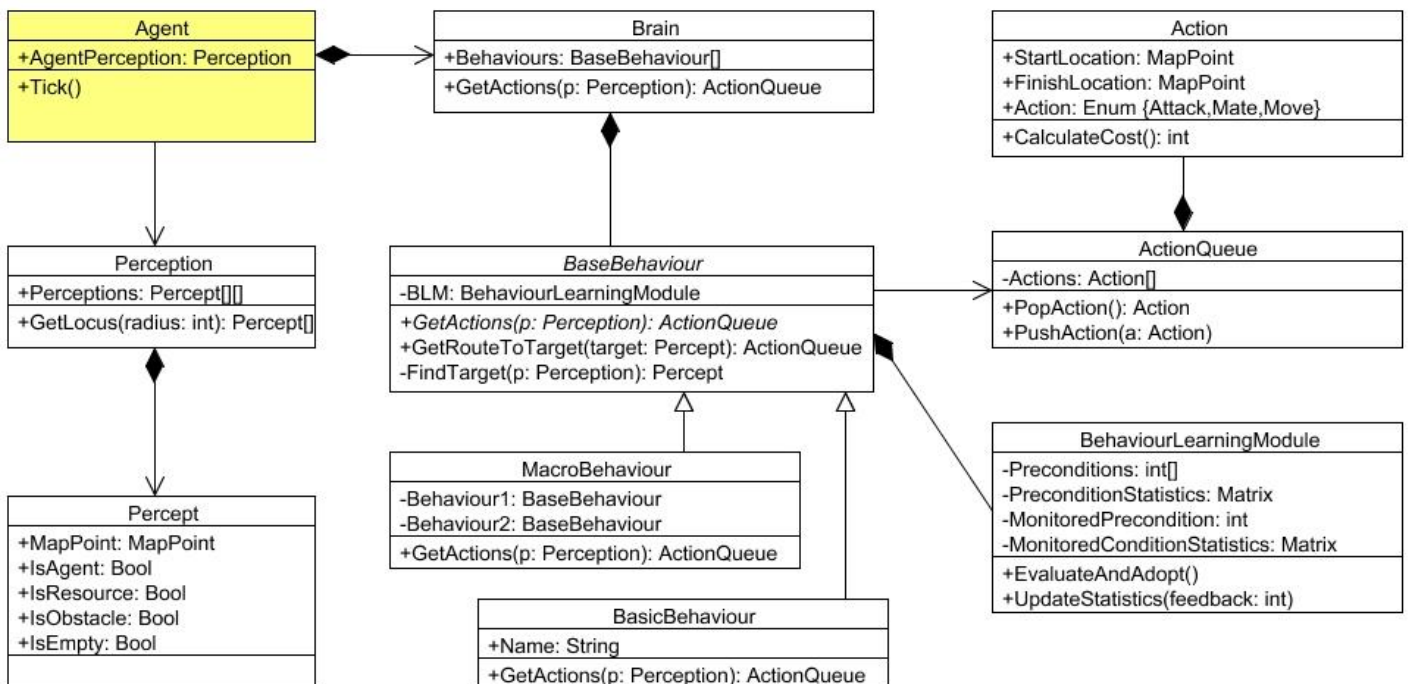 Agent
+AgentPerception: Perception
+Tick()
Brain
+Behaviours: BaseBehaviour[]
+GetActions(p: Perception): ActionQueue
Action
+StartLocation: MapPoint
+FinishLocation: MapPoint
+Action: Enum {Attack,Mate,Move}
+CalculateCost(): int
Perception
+Perceptions: Percept[][]
+GetLocus(radius: int): Percept[]
BaseBehaviour
-BLM: BehaviourLearningModule
+GetActions(p: Perception): ActionQueue
+GetRouteToTarget(target: Percept): ActionQueue
-FindTarget(p: Perception): Percept
ActionQueue
-Actions: Action[]
+PopAction(): Action
+PushAction(a: Action)
MacroBehaviour
-Behaviour1: BaseBehaviour
-Behaviour2: BaseBehaviour
+GetActions(p: Perception): ActionQueue
BehaviourLearningModule
-Preconditions: int[]
-PreconditionStatistics: Matrix
-MonitoredPrecondition: int
-MonitoredConditionStatistics: Matrix
+EvaluateAndAdopt()
+UpdateStatistics(feedback: int)
Percept
+MapPoint: MapPoint
+IsAgent: Bool
+IsResource: Bool
+IsObstacle: Bool
+IsEmpty: Bool
BasicBehaviour
+Name: String
+GetActions(p: Perception): ActionQueue